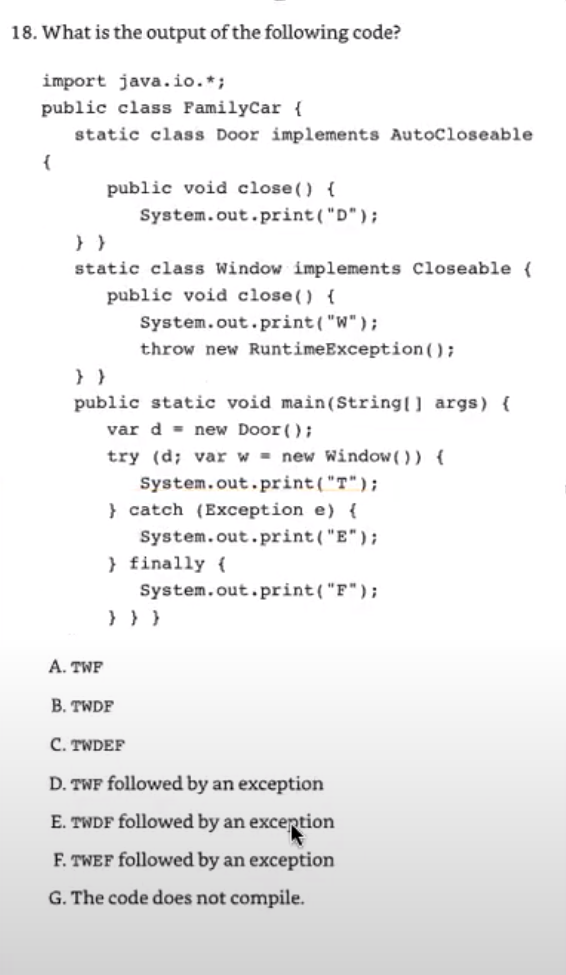 18. What is the output of the following code?
import java.io.*;
public class FamilyCar {
static class Door implements AutoCloseable
{
public void close() {
System.out.print("D");
} }
static class Window implements Closeable {
public void close() {
System.out.print("W");
throw new RuntimeException();
} }
public static void main(String[] args) {
var d = new Door();
try (d; var w = new Window()) {
System.out.print("T");
} catch (Exception e) {
System.out.print("E");
} finally {
System.out.print("F");
} } }
A. TWF
B. TWDF
C. TWDEF
D. TWF followed by an exception
E. TWDF followed by an exception
F. TWEF followed by an exception
G. The code does not compile.